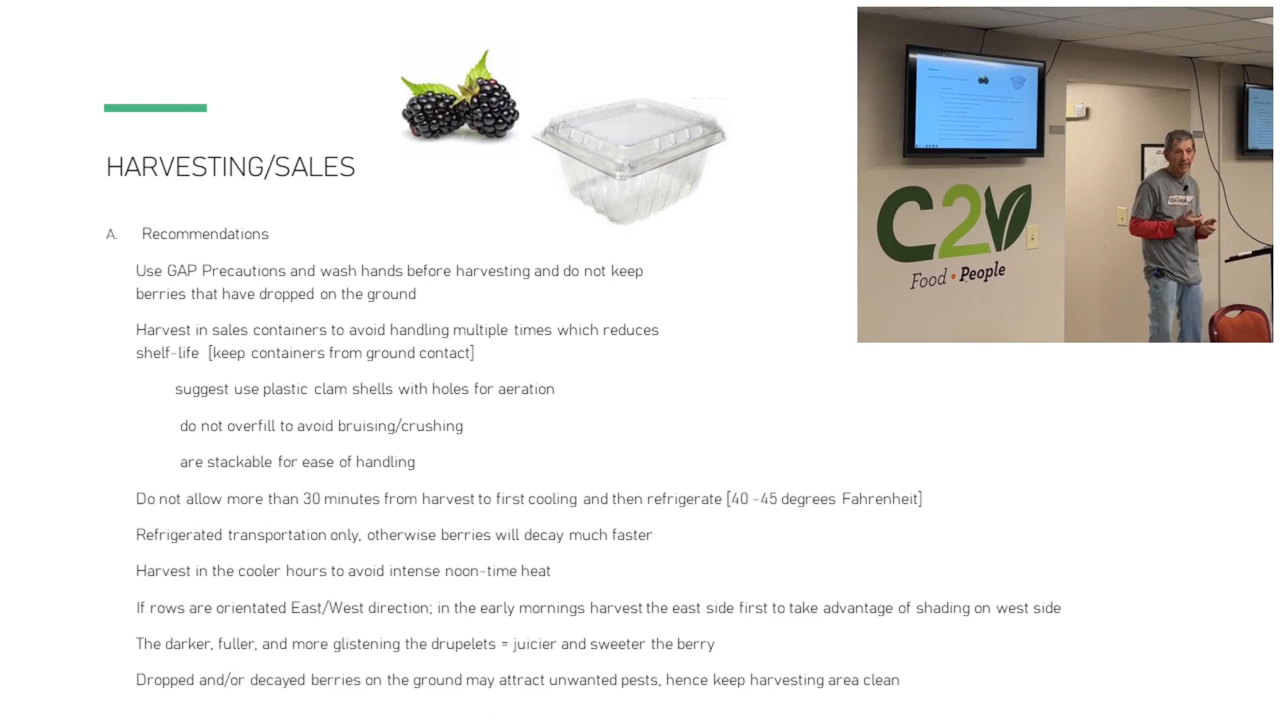 HARVESTING/SALES
A. Recommendations
Use GAP Precautions and wash hands before harvesting and do not keep
berries that have dropped on the ground
Harvest in sales containers to avoid handling multiple times which reduces
shelf-life [keep containers from ground contact]
suggest use plastic clam shells with holes for aeration
do not overfill to avoid bruising/crushing
are stackable for ease of handling
Do not allow more than 30 minutes from harvest to first cooling and then refrigerate [40 -45 degrees Fahrenheit]
Refrigerated transportation only, otherwise berries will decay much faster
Harvest in the cooler hours to avoid intense noon-time heat
If rows are orientated East/West direction; in the early mornings harvest the east side first to take advantage of shading on west side
The darker, fuller, and more glistening the drupelets = juicier and sweeter the berry
Dropped and/or decayed berries on the ground may attract unwanted pests, hence keep harvesting area clean
C2V
Food • People